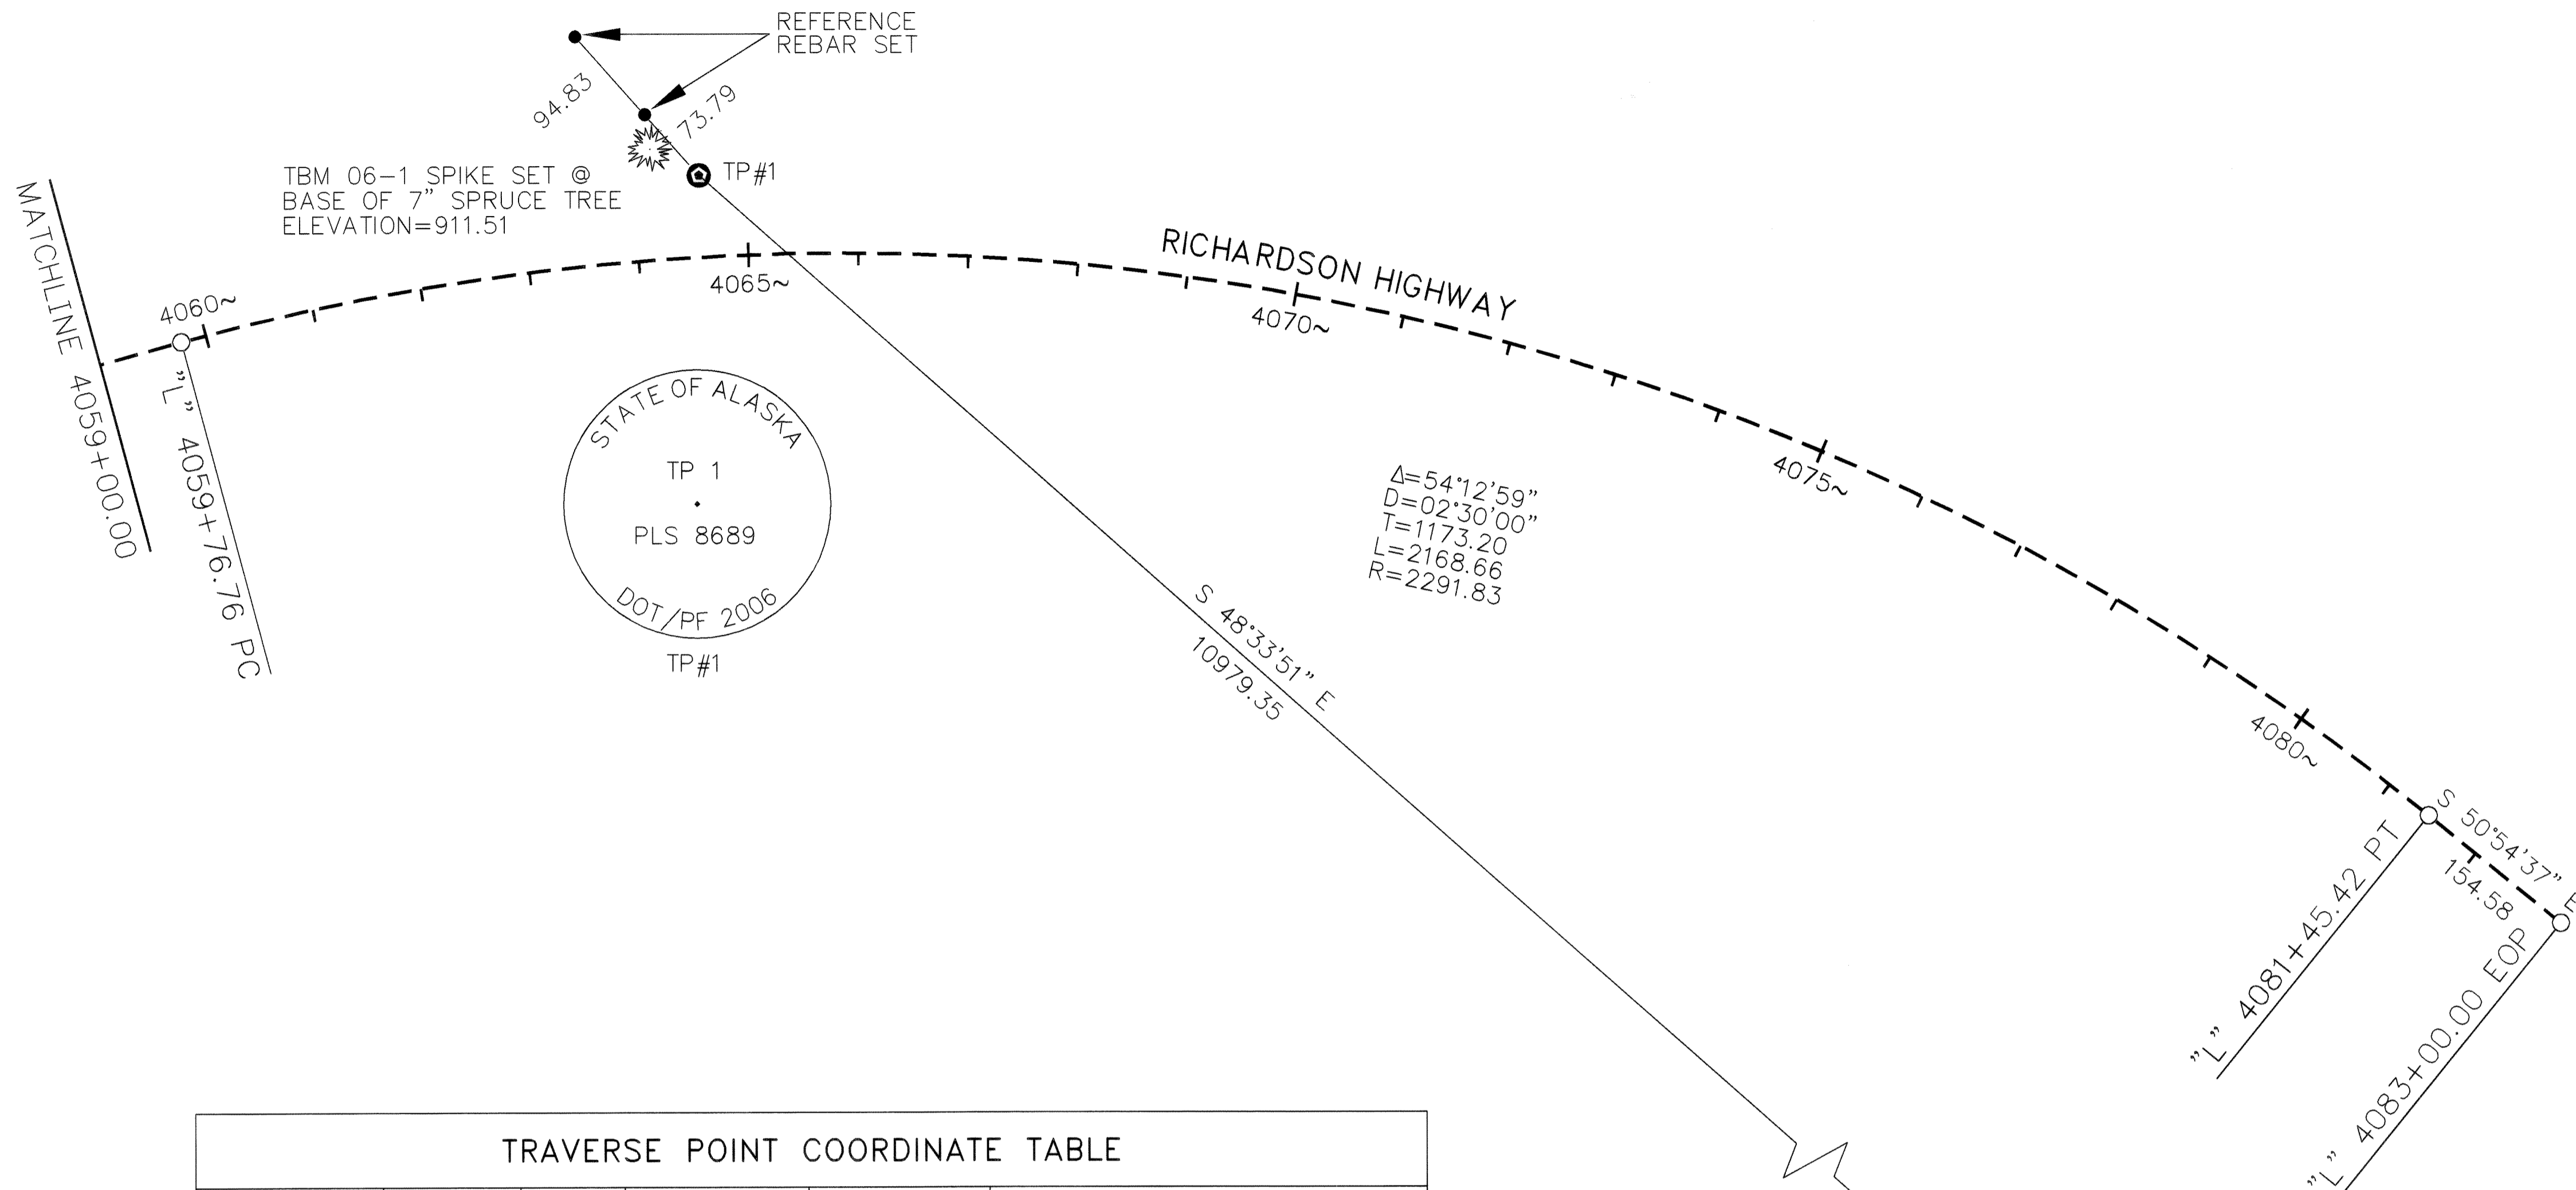 REFERENCE
REBAR SET
94.83
73.79
TP#1
TBM 06-1 SPIKE SET @
BASE OF 7" SPRUCE TREE
ELEVATION=911.51
MATCHLINE 4059+00.00
4060~
"L" 4059+76.76 PC
4065~
RICHARDSON HIGHWAY
4070~
4075~
4080~
STATE OF ALASKA
TP 1
PLS 8689
DOT/PF 2006
TP#1
Δ=54°12'59"
D=02°30'00"
T=1173.20
L=2168.66
R=2291.83
S 48°33'51" E
10979.35
S 50°54'37" E
154.58
"L" 4081+45.42 PT
"L" 4083+00.00 EOP
TRAVERSE POINT COORDINATE TABLE